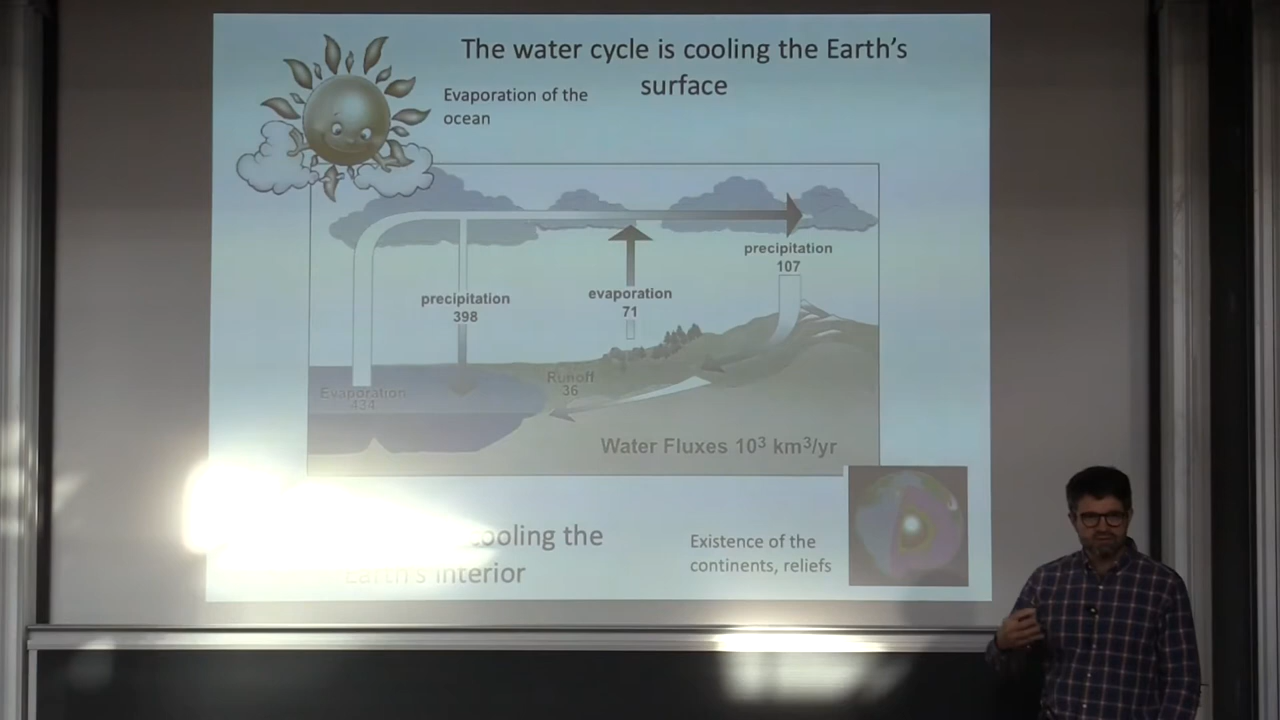 The water cycle is cooling the Earth's
surface
Evaporation of the
ocean
precipitation
107
precipitation
398
evaporation
71
Runoff
36
Evaporation
434
Water Fluxes 10³ km³/yr
cooling the
Earth's interior
Existence of the
continents, reliefs